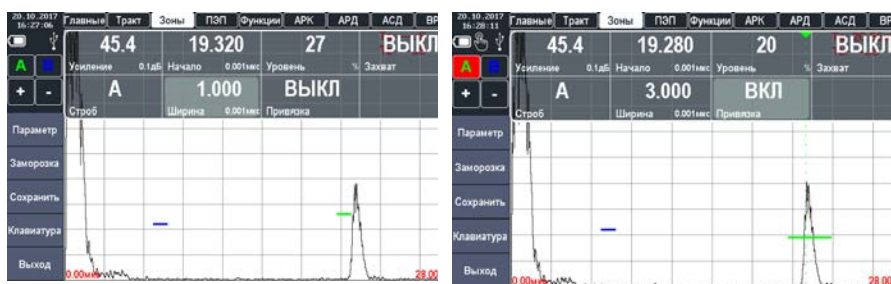 20.10.2017
16:27:06
Главные Тракт Зоны ПЭП Функции АРК АРД АСД ВР
A B
45.4 19.320 27 ВЫКЛ
Усиление 0.1дБ Начало 0.001мкс Уровень % Захват
+ -
A 1.000 ВЫКЛ
Строб Ширина 0.001мкс Привязка
Параметр
Заморозка
Сохранить
Клавиатура
Выход
0.00мкс 28.00
20.10.2017
16:28:11
Главные Тракт Зоны ПЭП Функции АРК АРД АСД ВР
A B
45.4 19.280 20 ВЫКЛ
Усиление 0.1дБ Начало 0.001мкс Уровень % Захват
+ -
A 3.000 ВКЛ
Строб Ширина 0.001мкс Привязка
Параметр
Заморозка
Сохранить
Клавиатура
Выход
0.00мкс 28.00